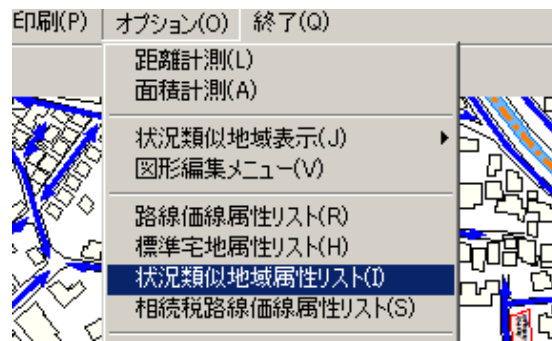 印刷(P) オプション(O) 終了(Q)
距離計測(L)
面積計測(A)
状況類似地域表示(J)
図形編集メニュー(V)
路線価線属性リスト(R)
標準宅地属性リスト(H)
状況類似地域属性リスト(I)
相続税路線価線属性リスト(S)